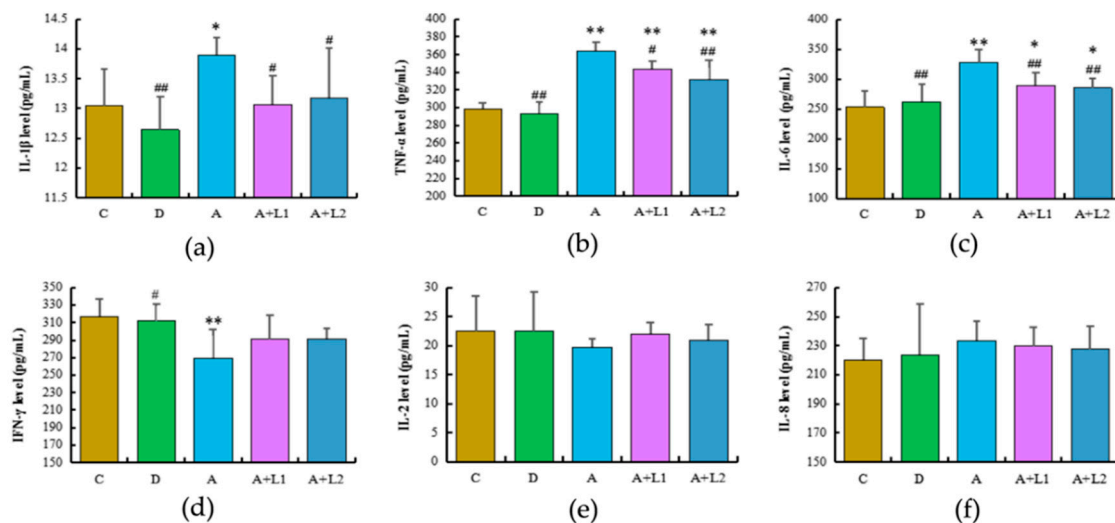 IL-1β level (pg/mL)
14.5
14
13.5
13
12.5
12
11.5
*
##
#
#
C D A A+L1 A+L2
(a)
TNF-α level (pg/mL)
400
380
360
340
320
300
280
260
240
220
200
** ** **
##
#
##
C D A A+L1 A+L2
(b)
IL-6 level (pg/mL)
400
350
300
250
200
150
100
** * *
## ## ##
C D A A+L1 A+L2
(c)
IFN-γ level (pg/mL)
350
330
310
290
270
250
230
210
190
170
150
# **
C D A A+L1 A+L2
(d)
IL-2 level (pg/mL)
30
25
20
15
10
5
0
C D A A+L1 A+L2
(e)
IL-8 level (pg/mL)
270
250
230
210
190
170
150
C D A A+L1 A+L2
(f)